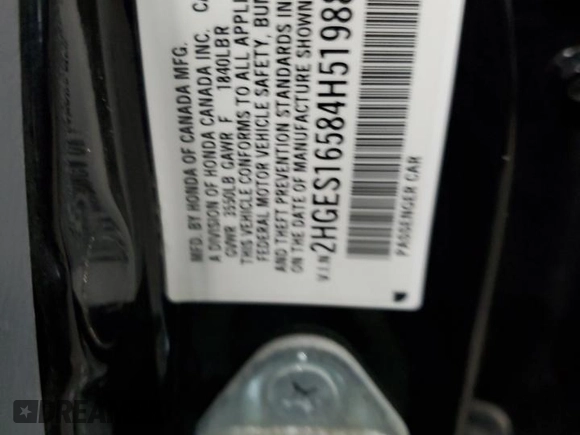 MFD. BY HONDA OF CANADA MFG.
A DIVISION OF HONDA CANADA INC.
GVWR 3550LB GAWR F 1840LBR
THIS VEHICLE CONFORMS TO ALL APPLI
FEDERAL MOTOR VEHICLE SAFETY, BU
AND THEFT PREVENTION STANDARDS IN
ON THE DATE OF MANUFACTURE SHOWN
V.I.N: 2HGES16584H5198
PASSENGER CAR